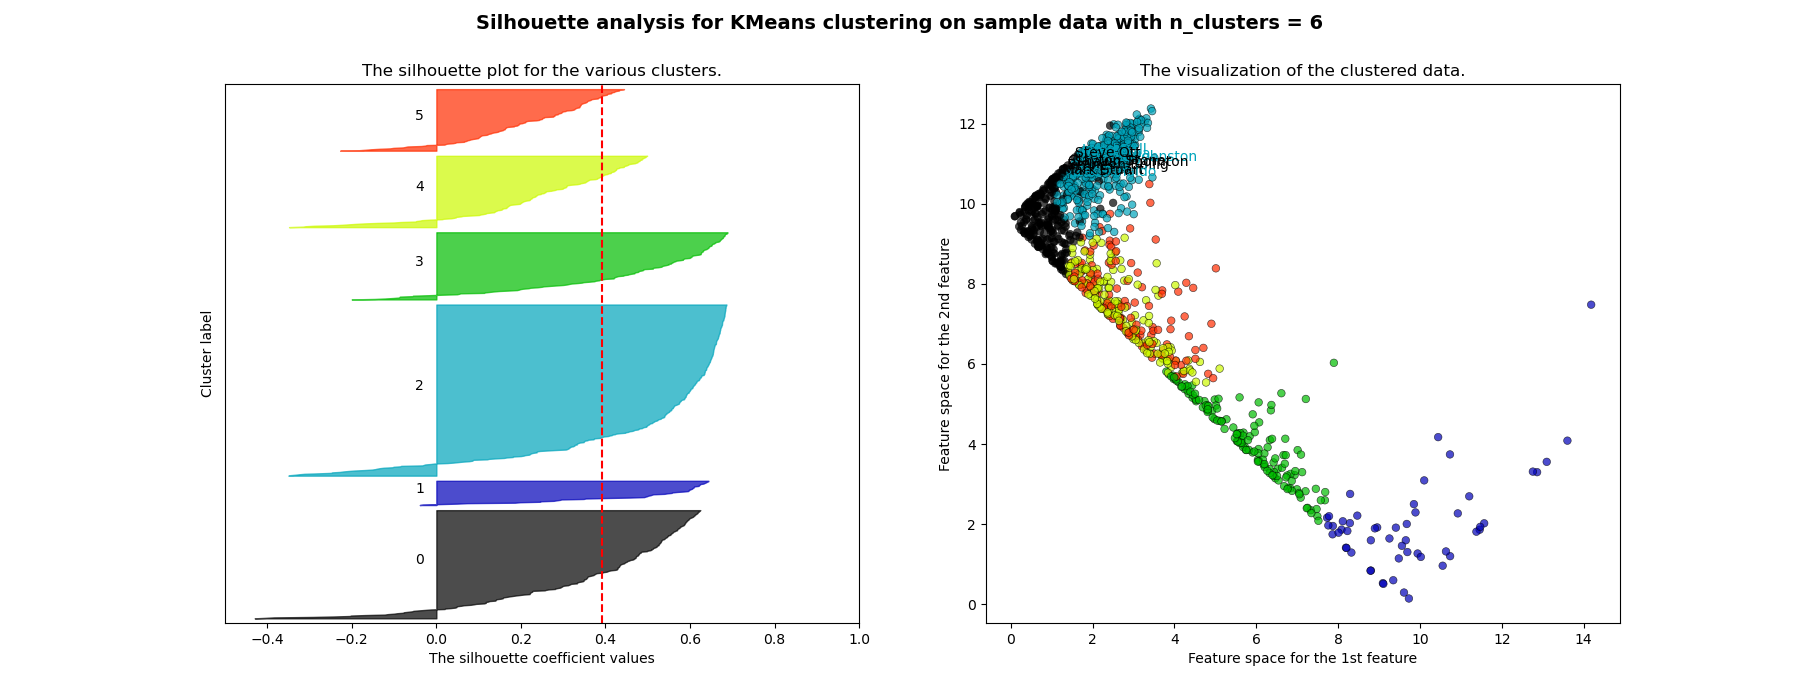 Silhouette analysis for KMeans clustering on sample data with n_clusters = 6
The silhouette plot for the various clusters.
5
4
3
2
1
0
Cluster label
−0.4 −0.2 0.0 0.2 0.4 0.6 0.8 1.0
The silhouette coefficient values
The visualization of the clustered data.
12
10
8
6
4
2
0
Steve Ott
Mark Brown
Feature space for the 2nd feature
0 2 4 6 8 10 12 14
Feature space for the 1st feature